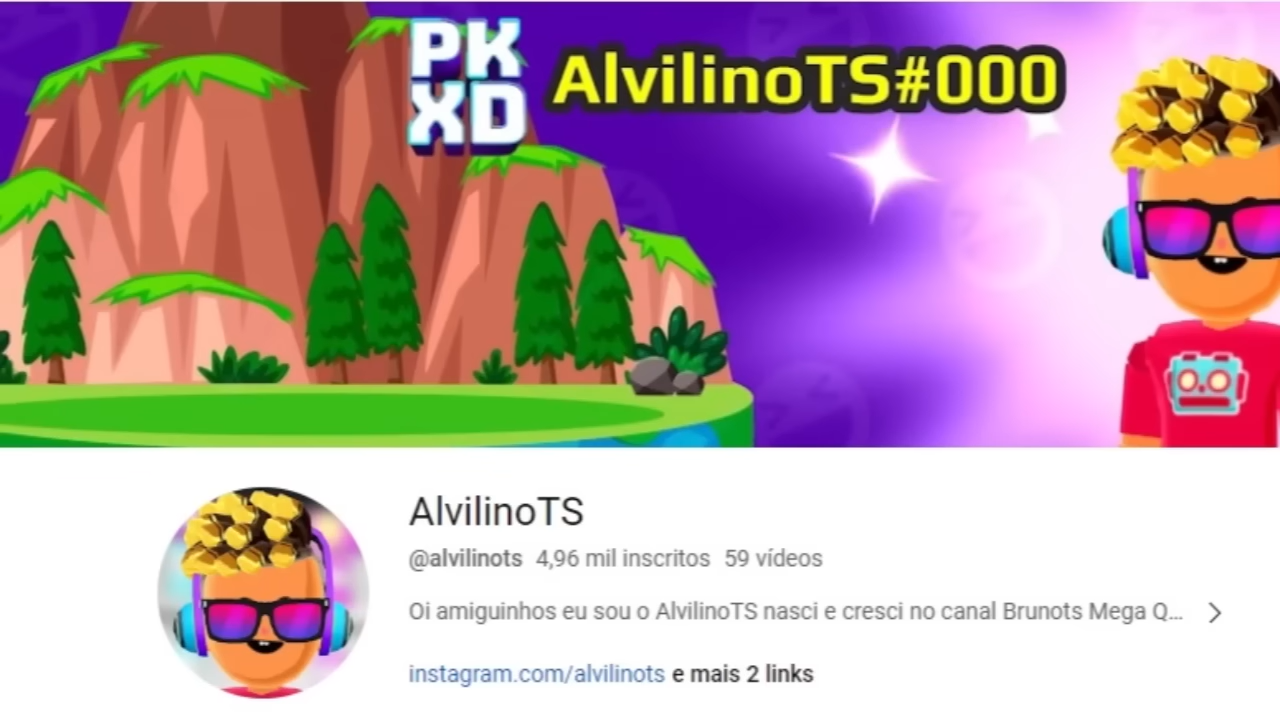 PK
XD
AlvilinoTS#000
AlvilinoTS
@alvilinots 4,96 mil inscritos 59 vídeos
Oi amiguinhos eu sou o AlvilinoTS nasci e cresci no canal Brunots Mega Q...
instagram.com/alvilinots e mais 2 links